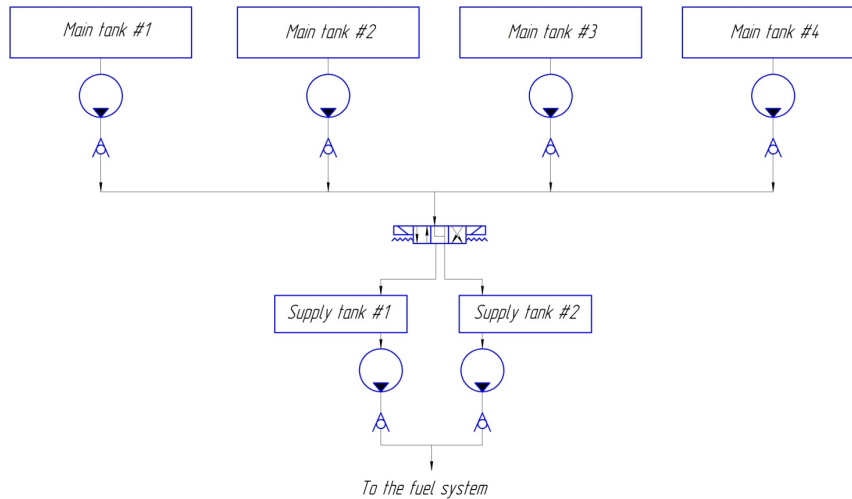 Main tank #1
Main tank #2
Main tank #3
Main tank #4
Supply tank #1
Supply tank #2
To the fuel system